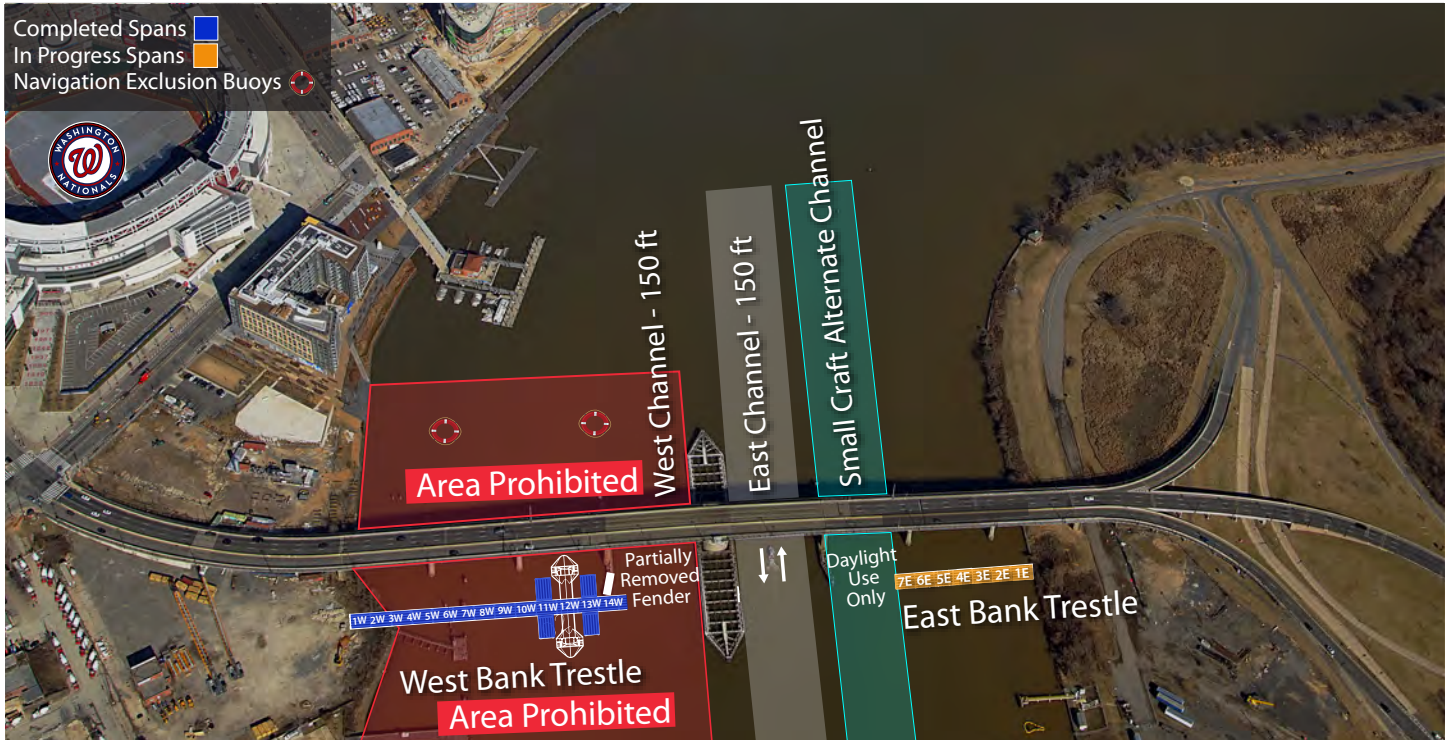 Completed Spans
In Progress Spans
Navigation Exclusion Buoys
WASHINGTON
W
NATIONALS
West Channel - 150 ft
East Channel - 150 ft
Small Craft Alternate Channel
Area Prohibited
Partially
Removed
Fender
Daylight
Use
Only
1W 2W 3W 4W 5W 6W 7W 8W 9W 10W 11W 12W 13W 14W
7E 6E 5E 4E 3E 2E 1E
East Bank Trestle
West Bank Trestle
Area Prohibited